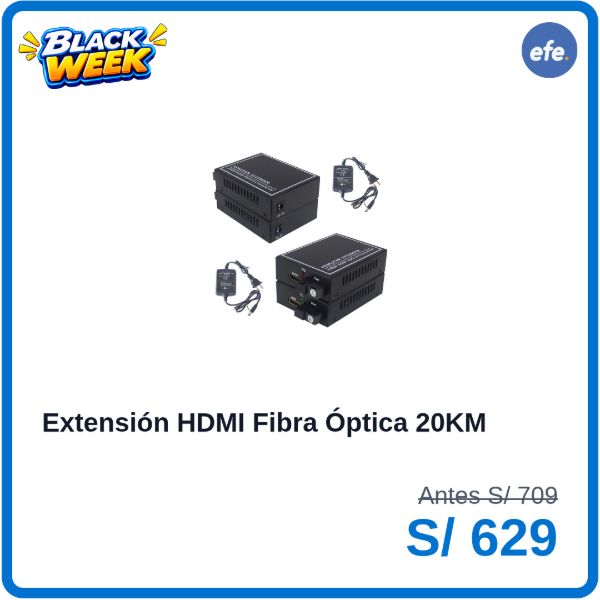 BLACK
WEEK
efe.
Extensión HDMI Fibra Óptica 20KM
Antes S/ 709
S/ 629